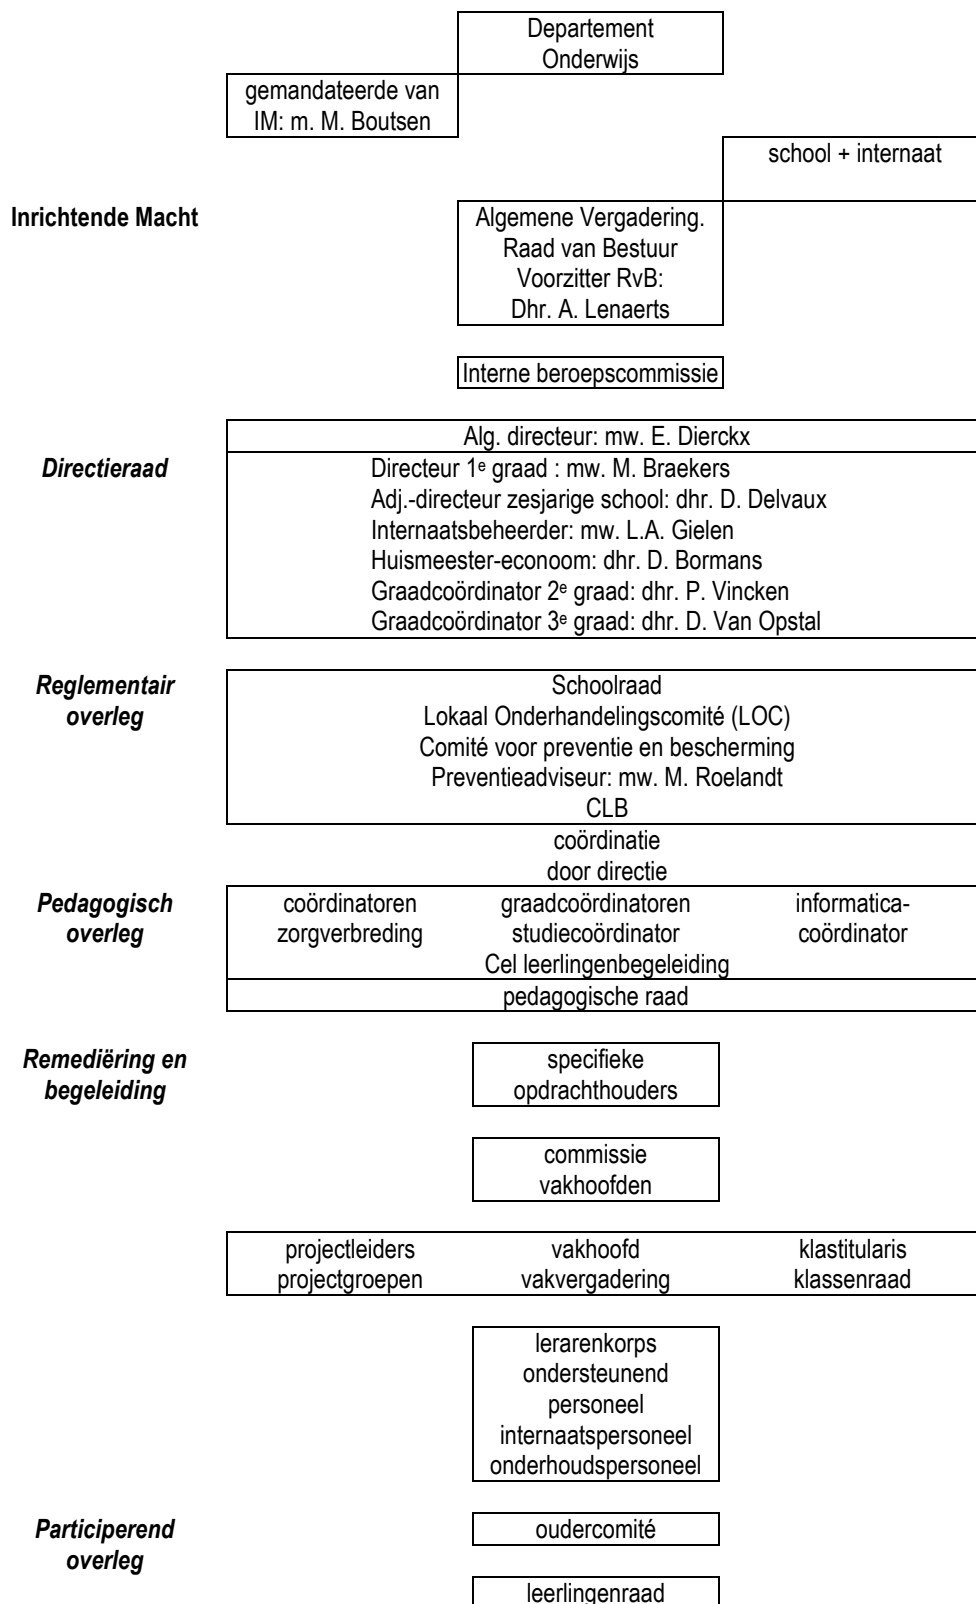 Departement
Onderwijs
gemandateerde van
IM: m. M. Boutsen
school + internaat
Inrichtende Macht
Algemene Vergadering.
Raad van Bestuur
Voorzitter RvB:
Dhr. A. Lenaerts
Interne beroepscommissie
Alg. directeur: mw. E. Dierckx
Directieraad
Directeur 1e graad : mw. M. Braekers
Adj.-directeur zesjarige school: dhr. D. Delvaux
Internaatsbeheerder: mw. L.A. Gielen
Huismeester-econoom: dhr. D. Bormans
Graadcoördinator 2e graad: dhr. P. Vincken
Graadcoördinator 3e graad: dhr. D. Van Opstal
Reglementair
overleg
Schoolraad
Lokaal Onderhandelingscomité (LOC)
Comité voor preventie en bescherming
Preventieadviseur: mw. M. Roelandt
CLB
coördinatie
door directie
Pedagogisch
overleg
coördinatoren
zorgverbreding
graadcoördinatoren
studiecoördinator
informatica-
coördinator
Cel leerlingenbegeleiding
pedagogische raad
Remediëring en
begeleiding
specifieke
opdrachthouders
commissie
vakhoofden
projectleiders
projectgroepen
vakhoofd
vakvergadering
klastitularis
klassenraad
lerarenkorps
ondersteunend
personeel
internaatspersoneel
onderhoudspersoneel
Participerend
overleg
oudercomité
leerlingenraad